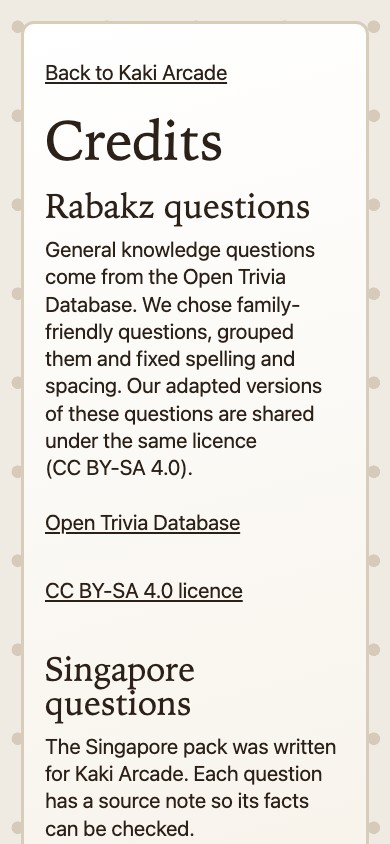 Back to Kaki Arcade
Credits
Rabakz questions
General knowledge questions
come from the Open Trivia
Database. We chose family-
friendly questions, grouped
them and fixed spelling and
spacing. Our adapted versions
of these questions are shared
under the same licence
(CC BY-SA 4.0).
Open Trivia Database
CC BY-SA 4.0 licence
Singapore
questions
The Singapore pack was written
for Kaki Arcade. Each question
has a source note so its facts
can be checked.